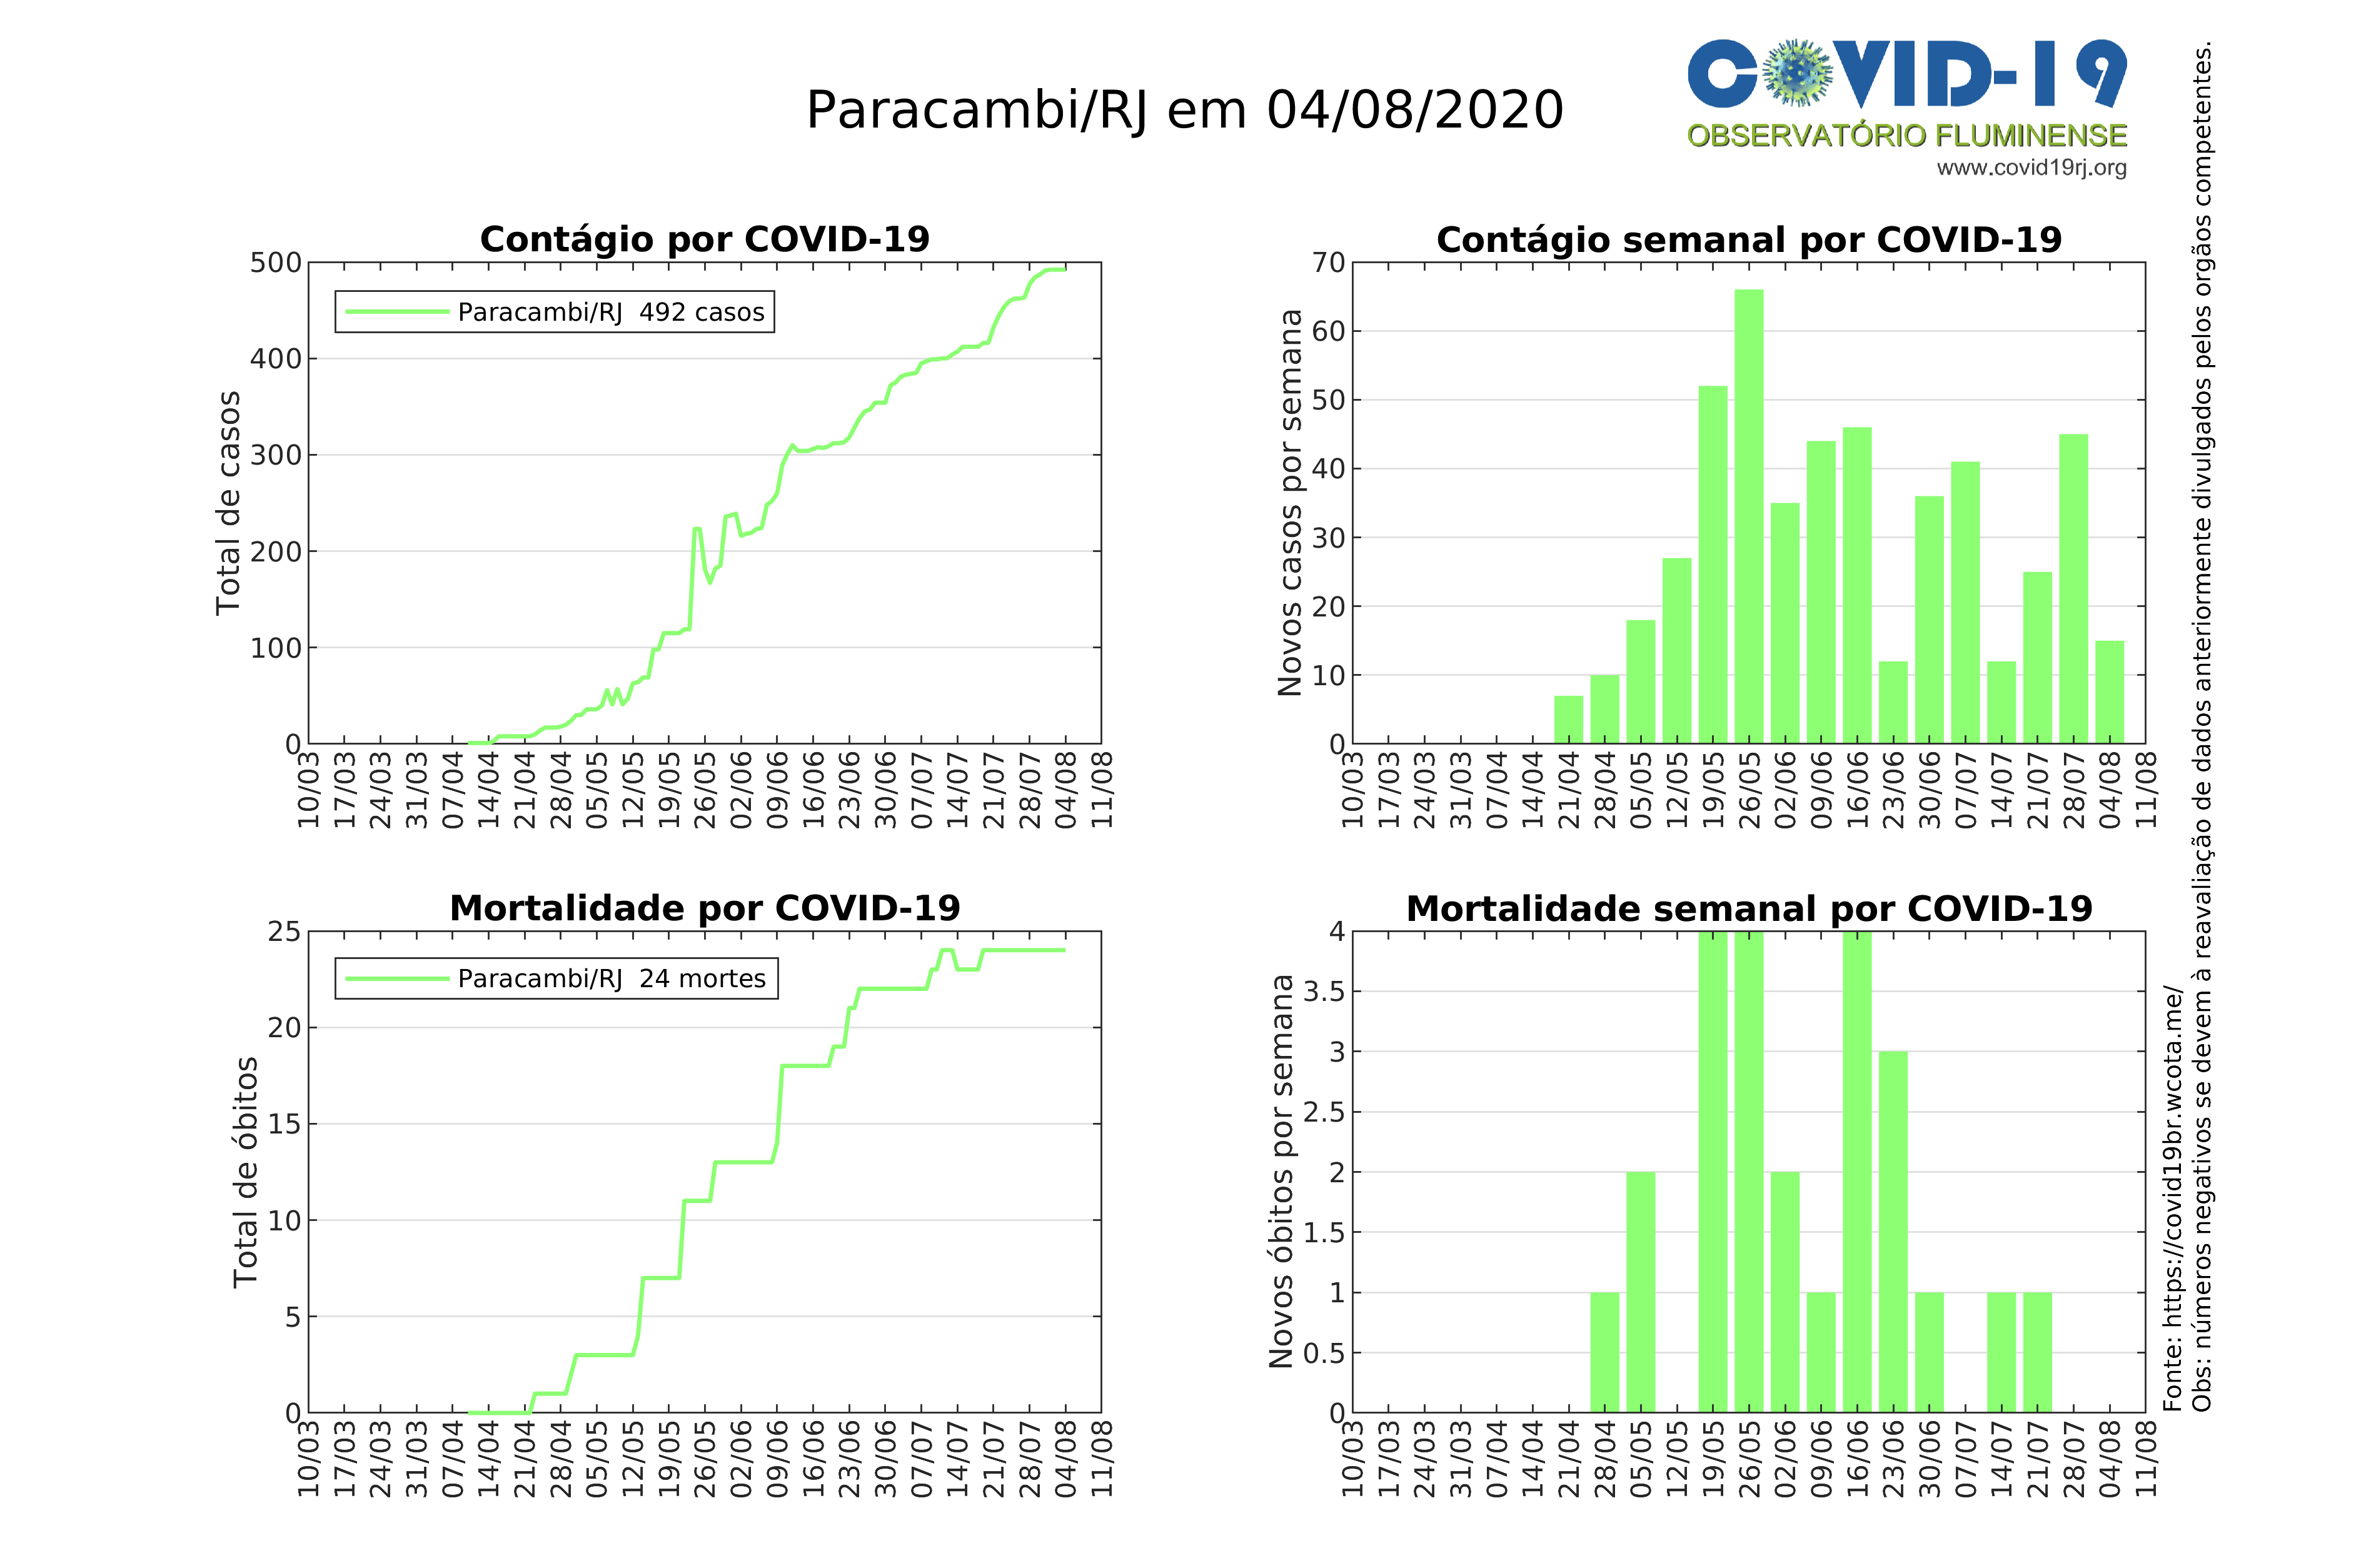 Paracambi/RJ em 04/08/2020
COVID-19
OBSERVATÓRIO FLUMINENSE
www.covid19rj.org
Contágio por COVID-19
Total de casos
500
400
300
200
100
0
Paracambi/RJ 492 casos
10/03 17/03 24/03 31/03 07/04 14/04 21/04 28/04 05/05 12/05 19/05 26/05 02/06 09/06 16/06 23/06 30/06 07/07 14/07 21/07 28/07 04/08 11/08
Contágio semanal por COVID-19
Novos casos por semana
70
60
50
40
30
20
10
0
10/03 17/03 24/03 31/03 07/04 14/04 21/04 28/04 05/05 12/05 19/05 26/05 02/06 09/06 16/06 23/06 30/06 07/07 14/07 21/07 28/07 04/08 11/08
Mortalidade por COVID-19
Total de óbitos
25
20
15
10
5
0
Paracambi/RJ 24 mortes
10/03 17/03 24/03 31/03 07/04 14/04 21/04 28/04 05/05 12/05 19/05 26/05 02/06 09/06 16/06 23/06 30/06 07/07 14/07 21/07 28/07 04/08 11/08
Mortalidade semanal por COVID-19
Novos óbitos por semana
4
3.5
3
2.5
2
1.5
1
0.5
0
10/03 17/03 24/03 31/03 07/04 14/04 21/04 28/04 05/05 12/05 19/05 26/05 02/06 09/06 16/06 23/06 30/06 07/07 14/07 21/07 28/07 04/08 11/08
Fonte: https://covid19br.wcota.me/
Obs: números negativos se devem à reavaliação de dados anteriormente divulgados pelos orgãos competentes.